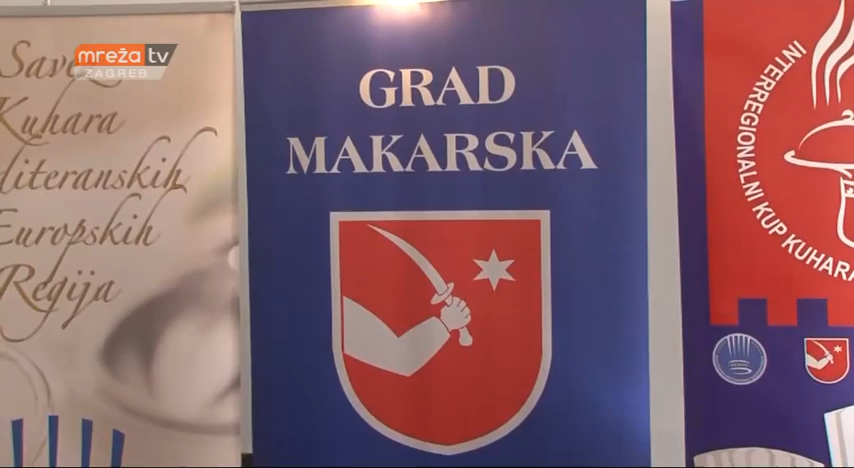 mreža tv
ZAGREB
Savez
Kuhara
diteranskih
Europskih
Regija
GRAD
MAKARSKA
INTERREGIONALNI KUP KUHARA